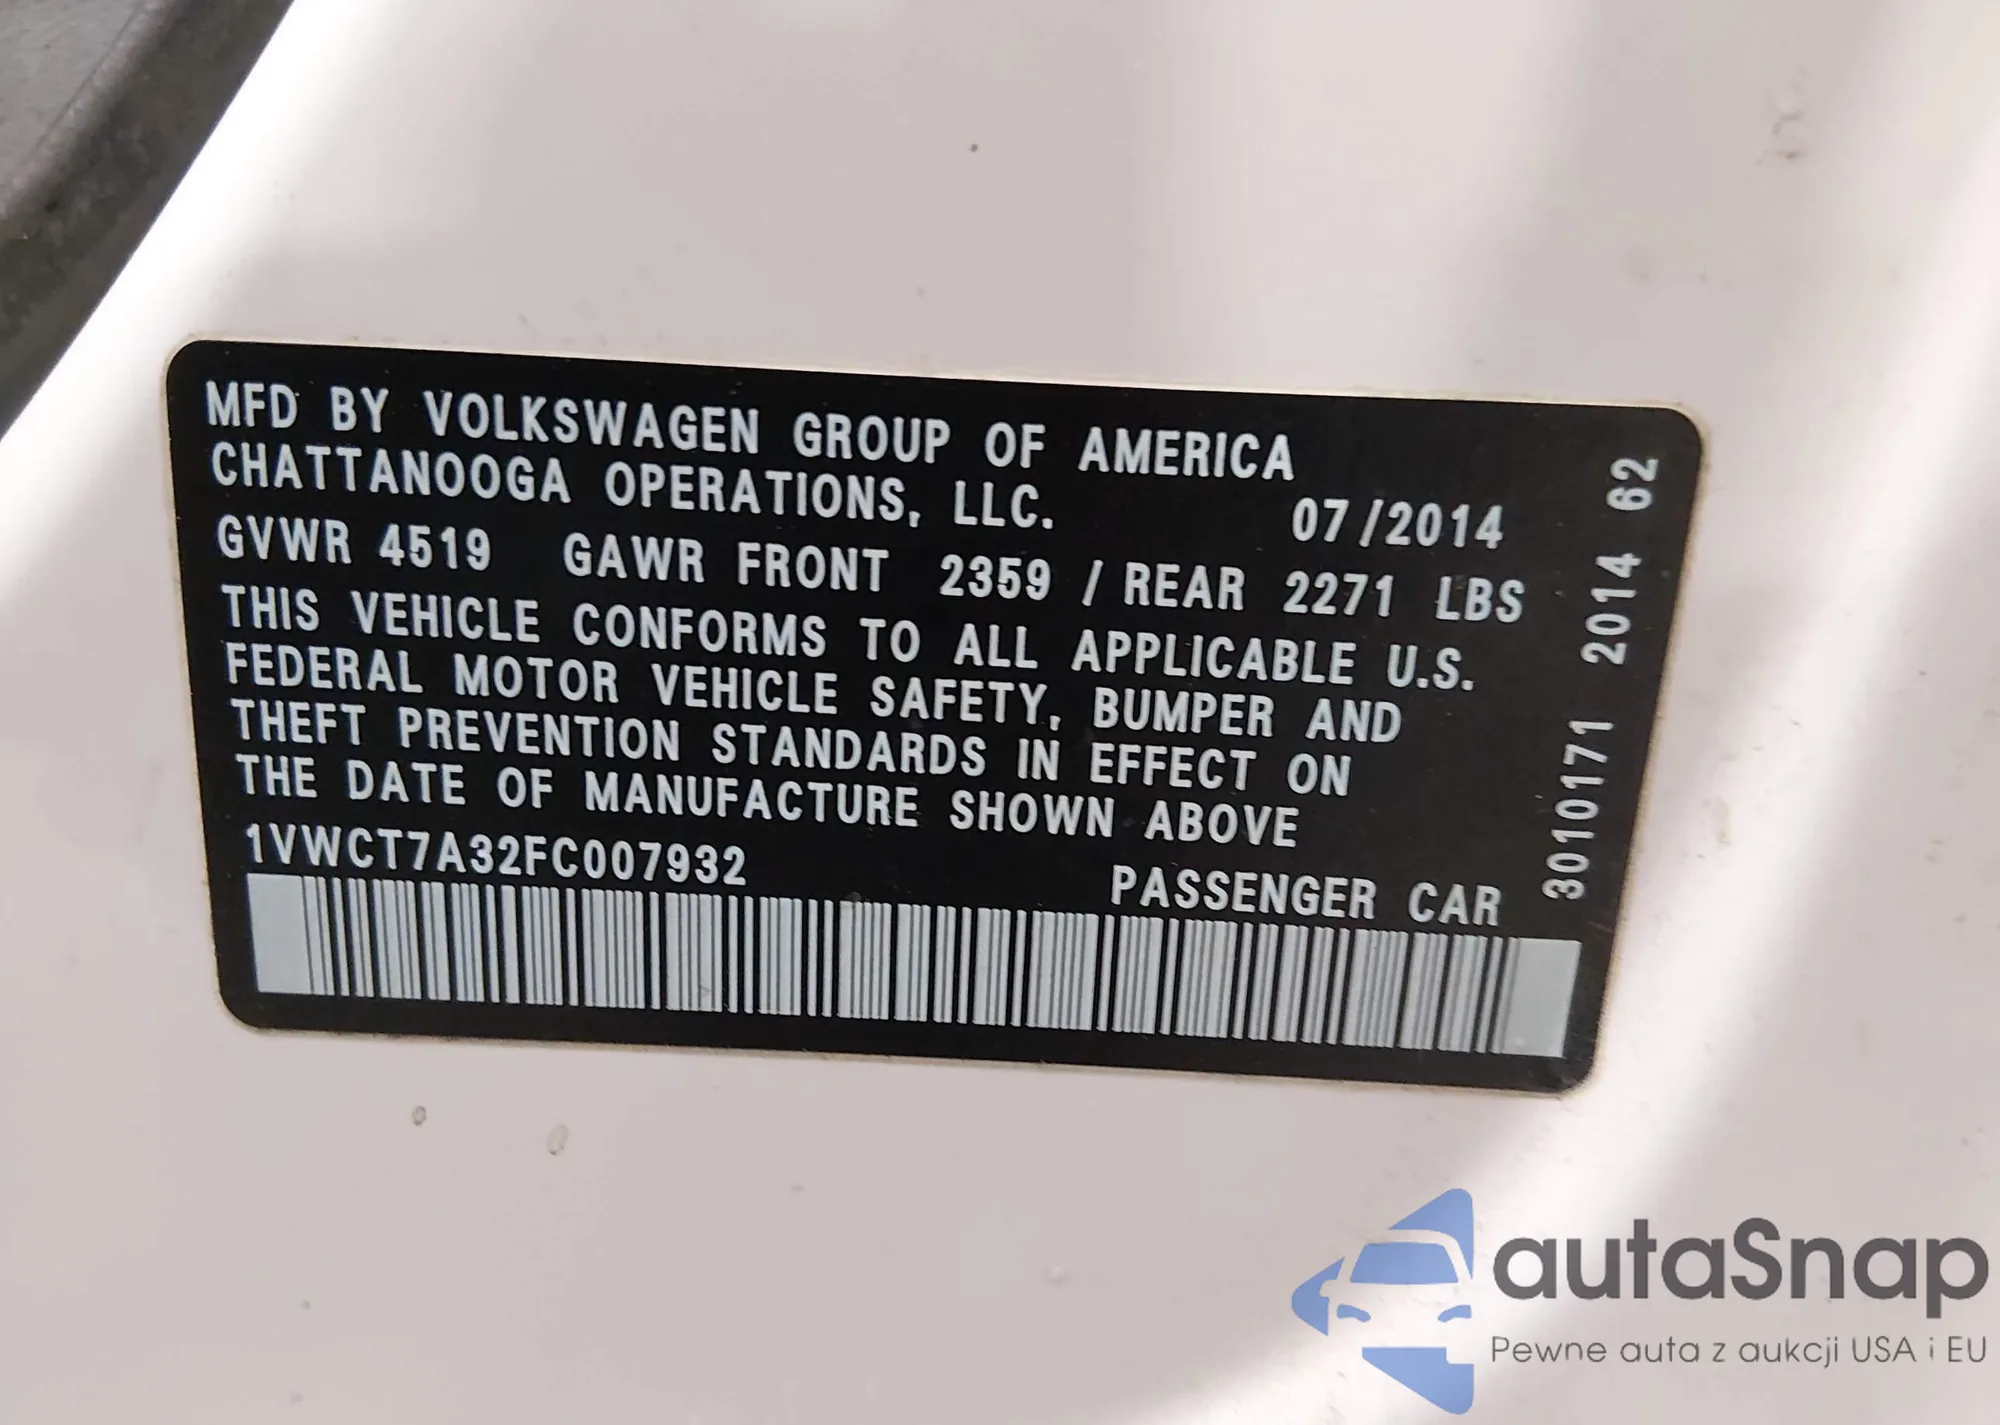 MFD BY VOLKSWAGEN GROUP OF AMERICA
CHATTANOOGA OPERATIONS, LLC. 07/2014
GVWR 4519 GAWR FRONT 2359 / REAR 2271 LBS
THIS VEHICLE CONFORMS TO ALL APPLICABLE U.S.
FEDERAL MOTOR VEHICLE SAFETY, BUMPER AND
THEFT PREVENTION STANDARDS IN EFFECT ON
THE DATE OF MANUFACTURE SHOWN ABOVE
1VWCT7A32FC007932 PASSENGER CAR
3010171 2014 62
autaSnap
Pewne auta z aukcji USA i EU